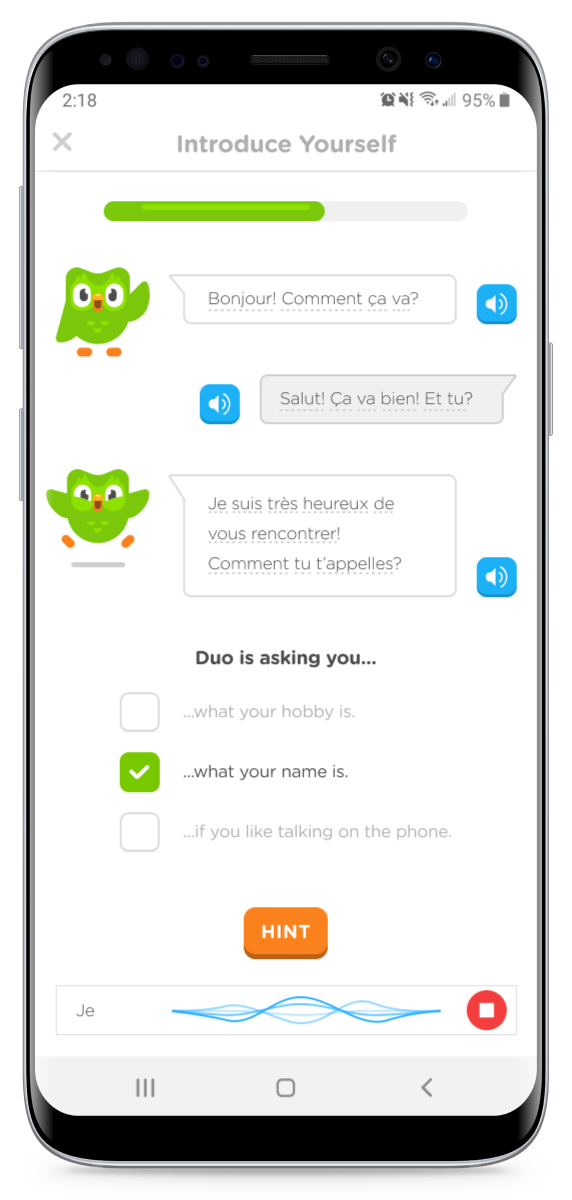 2:18
95%
Introduce Yourself
Bonjour! Comment ça va?
Salut! Ça va bien! Et tu?
Je suis très heureux de
vous rencontrer!
Comment tu t'appelles?
Duo is asking you...
...what your hobby is.
...what your name is.
...if you like talking on the phone.
HINT
Je